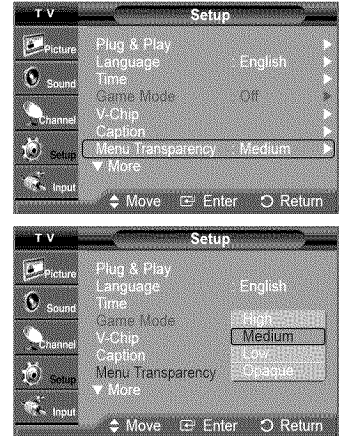 T V Setup
Picture
Sound
Channel
Setup
Input
Plug & Play
Language : English
Time
Game Mode : Off
V-Chip
Caption
Menu Transparency : Medium
▼ More
Move Enter Return
T V Setup
Picture
Sound
Channel
Setup
Input
Plug & Play
Language : English
Time
Game Mode
V-Chip
Caption
Menu Transparency
▼ More
High
Medium
Low
Opaque
Move Enter Return